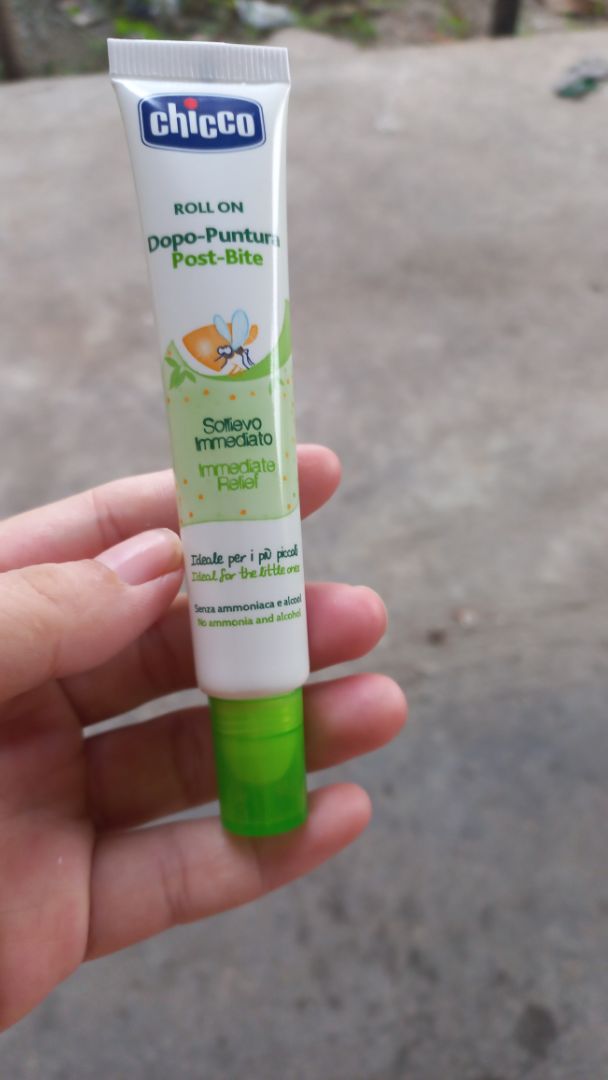 chicco
ROLL ON
Dopo-Puntura
Post-Bite
Sollievo
Immediato
Immediate
Relief
Ideale per i più piccoli
Ideal for the little ones
Senza ammoniaca e alcool
No ammonia and alcohol